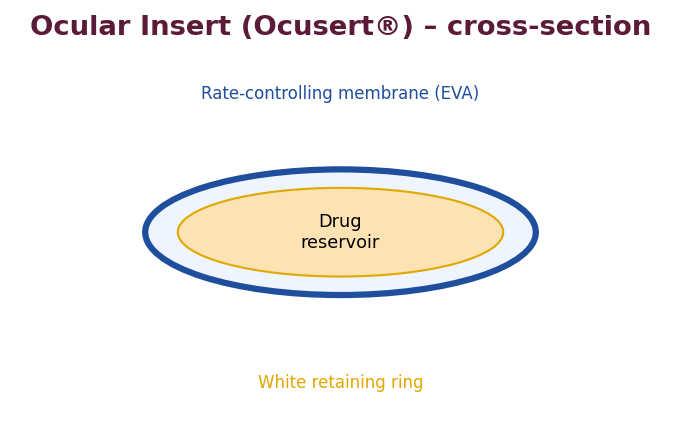 Ocular Insert (Ocusert®) – cross-section
Rate-controlling membrane (EVA)
Drug
reservoir
White retaining ring